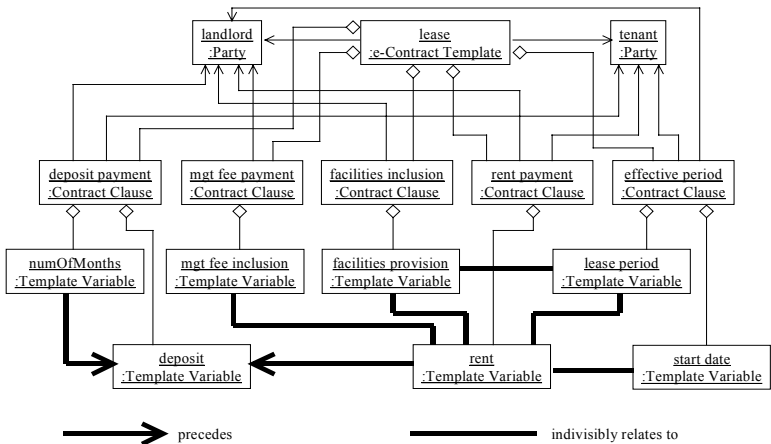 landlord
:Party
lease
:e-Contract Template
tenant
:Party
deposit payment
:Contract Clause
mgt fee payment
:Contract Clause
facilities inclusion
:Contract Clause
rent payment
:Contract Clause
effective period
:Contract Clause
numOfMonths
:Template Variable
mgt fee inclusion
:Template Variable
facilities provision
:Template Variable
lease period
:Template Variable
deposit
:Template Variable
rent
:Template Variable
start date
:Template Variable
precedes
indivisibly relates to